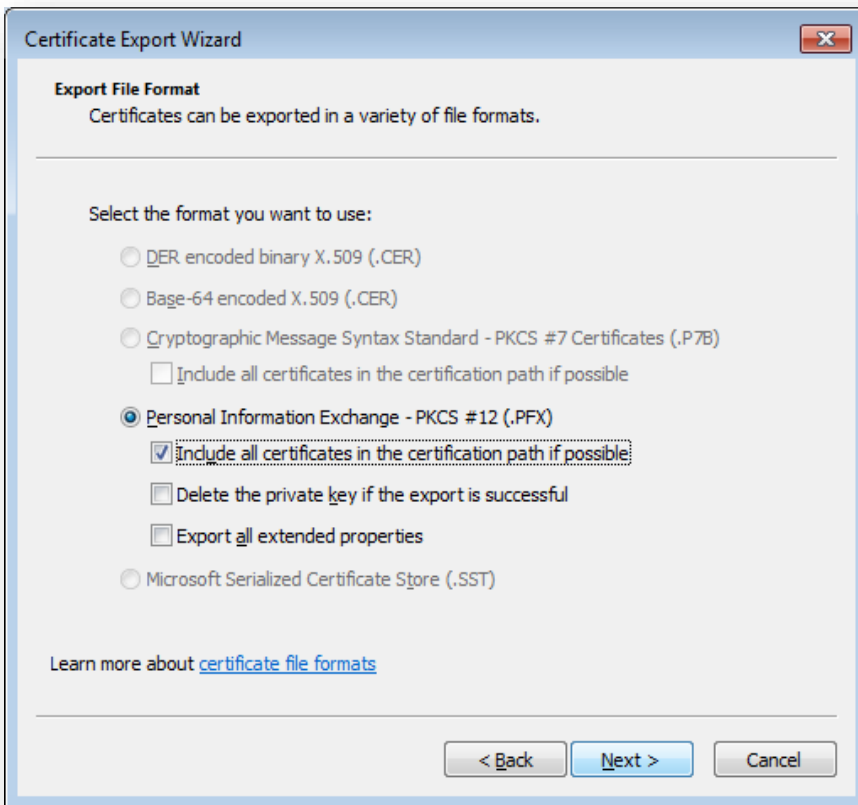 Certificate Export Wizard
Export File Format
Certificates can be exported in a variety of file formats.
Select the format you want to use:
DER encoded binary X.509 (.CER)
Base-64 encoded X.509 (.CER)
Cryptographic Message Syntax Standard - PKCS #7 Certificates (.P7B)
Include all certificates in the certification path if possible
Personal Information Exchange - PKCS #12 (.PFX)
Include all certificates in the certification path if possible
Delete the private key if the export is successful
Export all extended properties
Microsoft Serialized Certificate Store (.SST)
Learn more about certificate file formats
< Back Next > Cancel